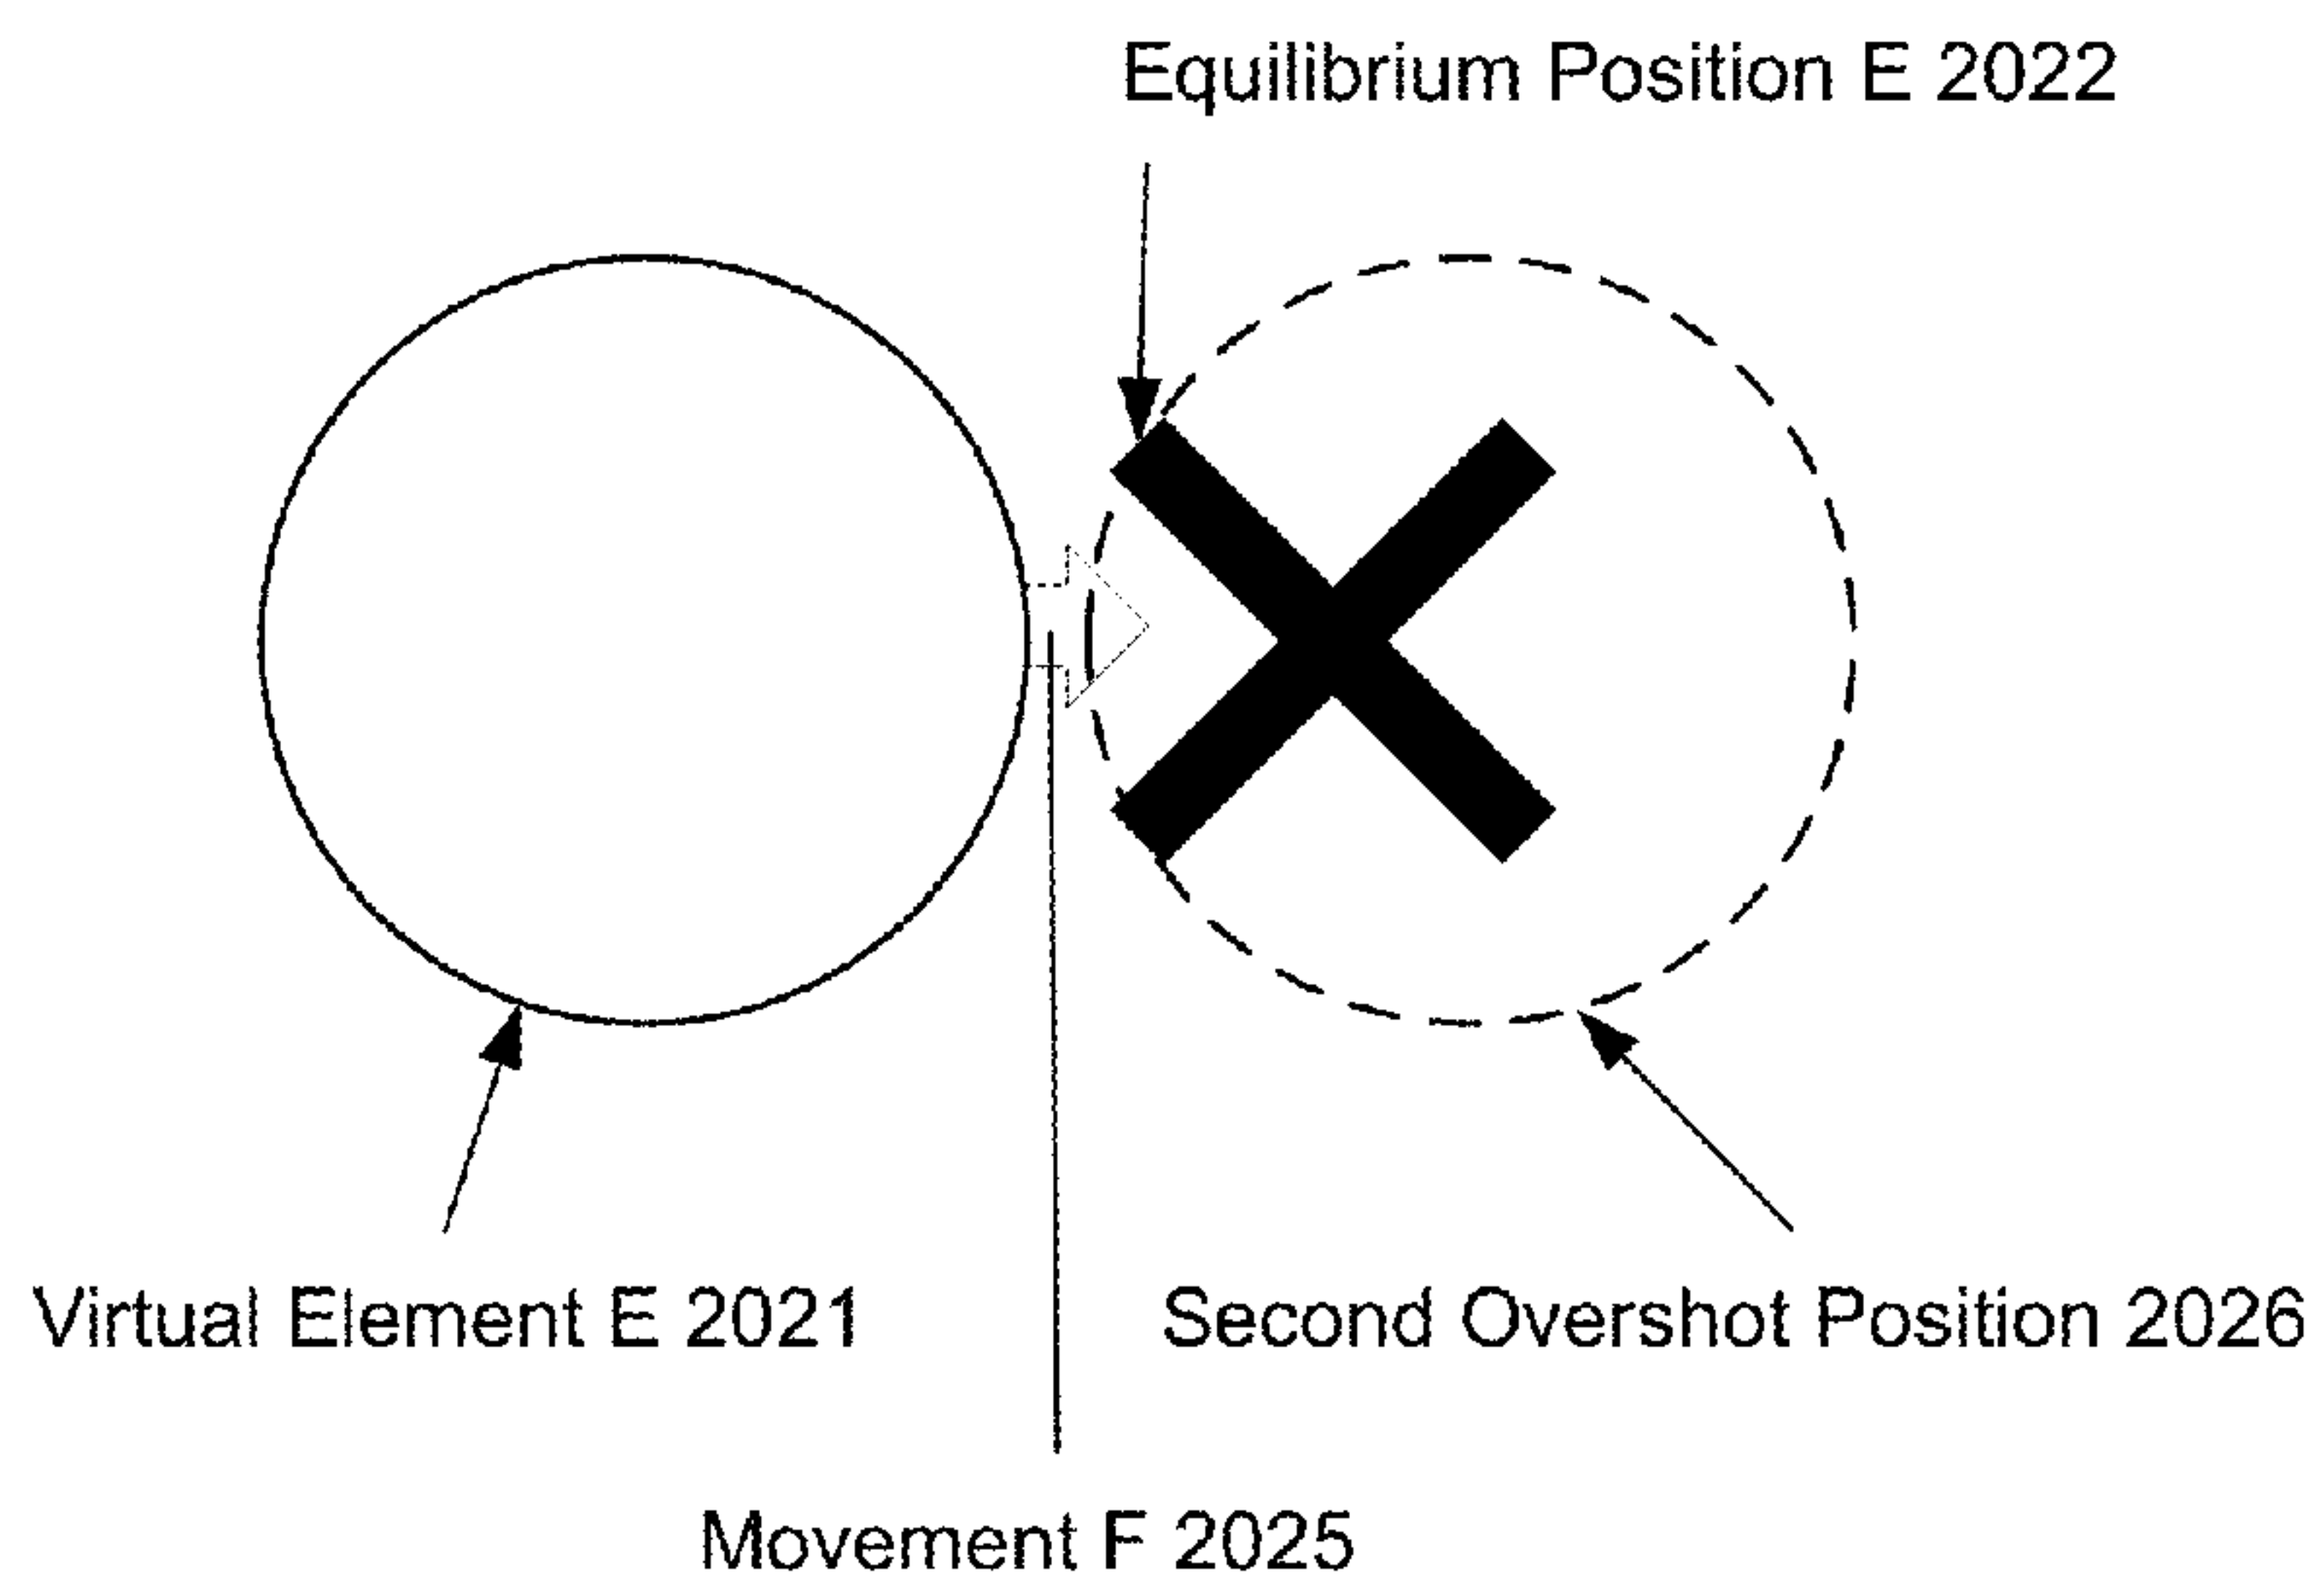 Equilibrium Position E 2022
Virtual Element E 2021
Second Overshot Position 2026
Movement F 2025